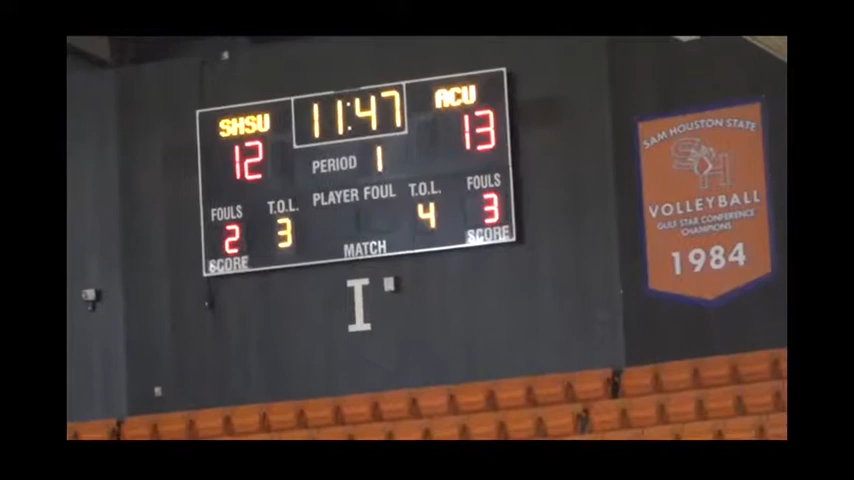 SHSU 11:47 ACU
12 13
PERIOD 1
PLAYER FOUL
FOULS T.O.L. T.O.L. FOULS
2 3 4 3
SCORE MATCH SCORE
I
SAM HOUSTON STATE
SH
VOLLEYBALL
GULF STAR CONFERENCE
CHAMPIONS
1984